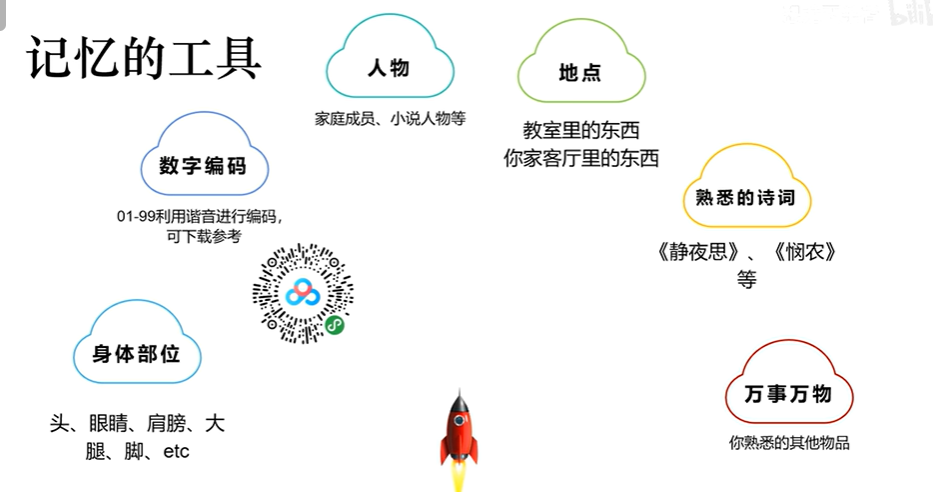 记忆的工具
人物
家庭成员、小说人物等
地点
教室里的东西
你家客厅里的东西
数字编码
01-99利用谐音进行编码，
可下载参考
熟悉的诗词
《静夜思》、《悯农》
等
身体部位
头、眼睛、肩膀、大
腿、脚、etc
万事万物
你熟悉的其他物品
bilibili